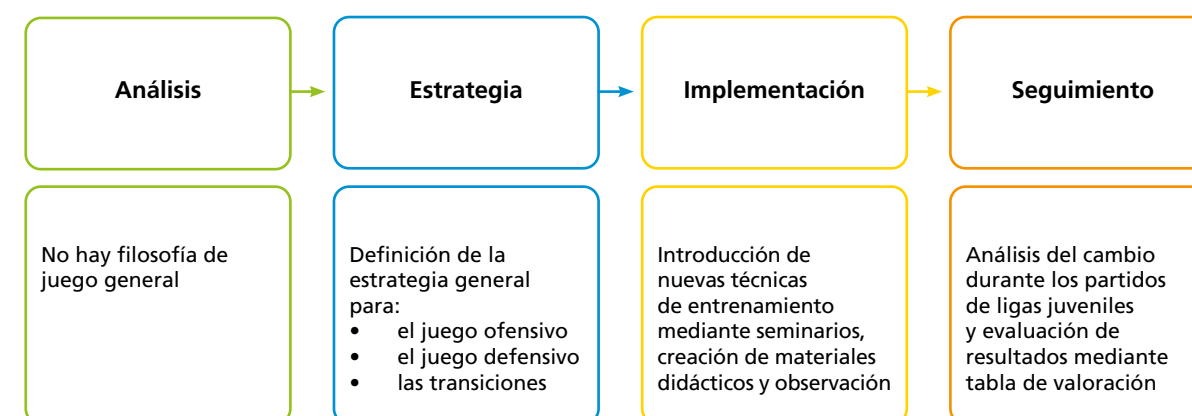 Análisis
Estrategia
Implementación
Seguimiento
No hay filosofía de
juego general
Definición de la
estrategia general
para:
• el juego ofensivo
• el juego defensivo
• las transiciones
Introducción de
nuevas técnicas
de entrenamiento
mediante seminarios,
creación de materiales
didácticos y observación
Análisis del cambio
durante los partidos
de ligas juveniles
y evaluación de
resultados mediante
tabla de valoración